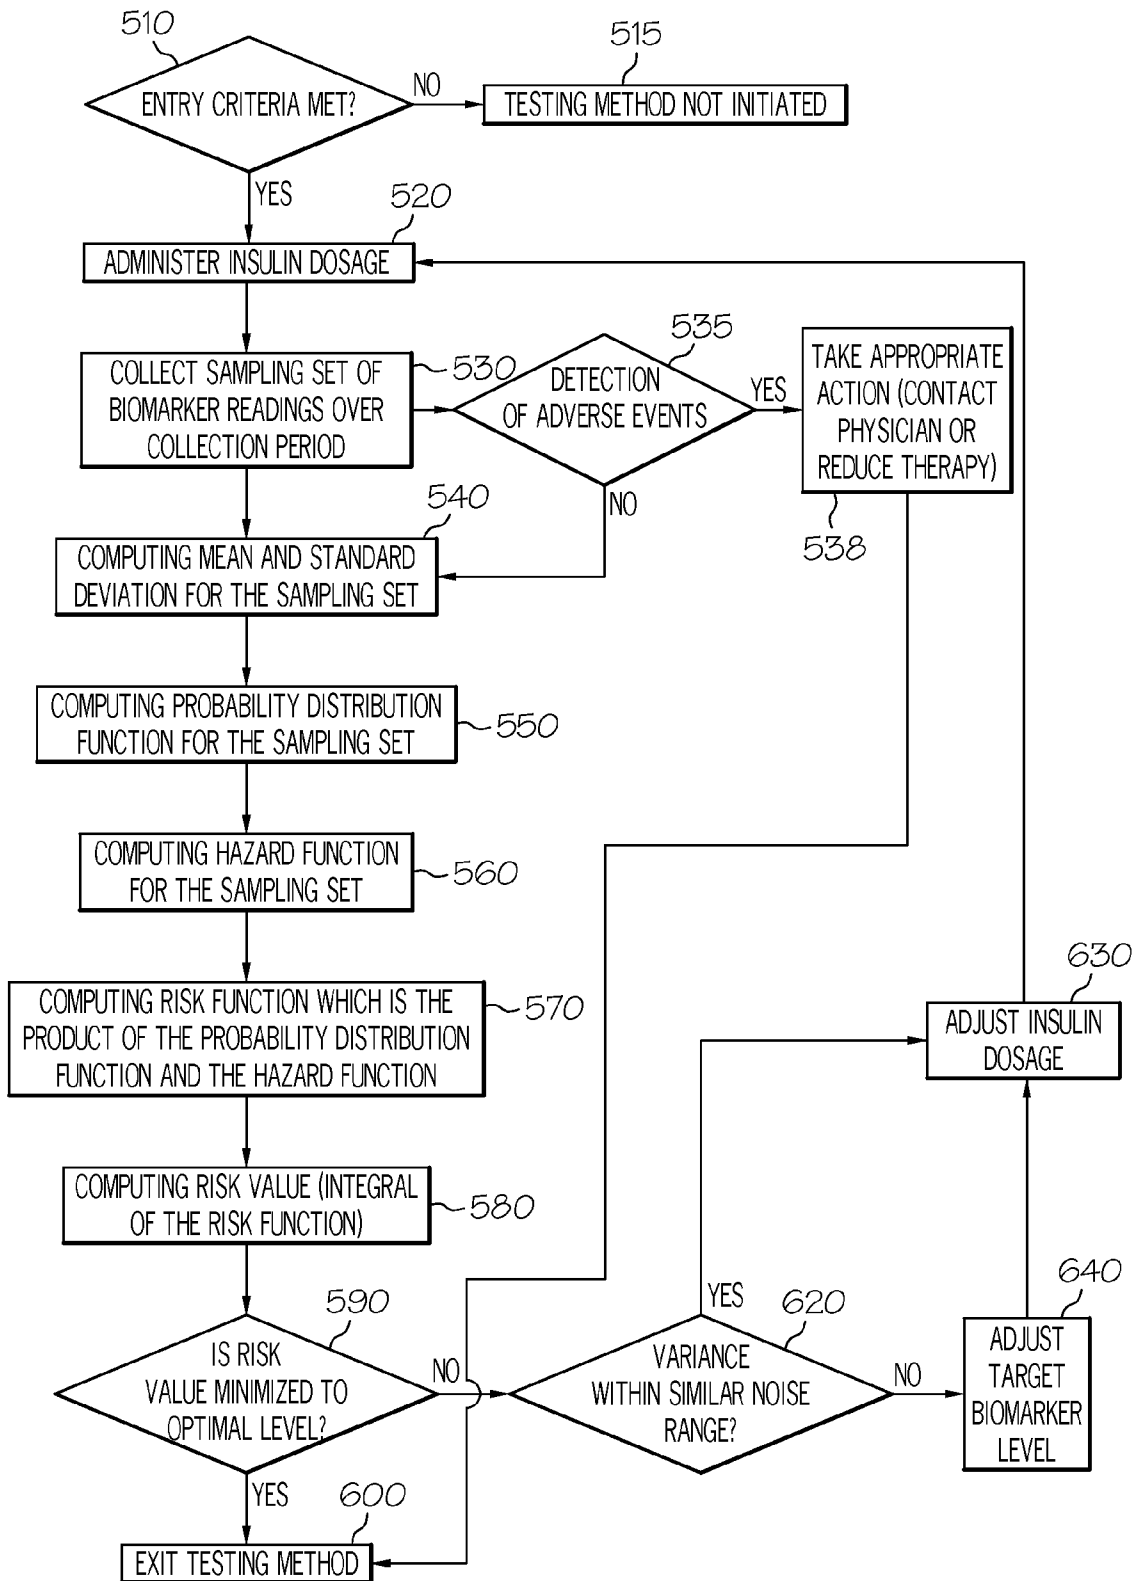 510
ENTRY CRITERIA MET?
NO
515
TESTING METHOD NOT INITIATED
YES
520
ADMINISTER INSULIN DOSAGE
COLLECT SAMPLING SET OF
BIOMARKER READINGS OVER
COLLECTION PERIOD
530
535
DETECTION
OF ADVERSE EVENTS
YES
TAKE APPROPRIATE
ACTION (CONTACT
PHYSICIAN OR
REDUCE THERAPY)
538
NO
540
COMPUTING MEAN AND STANDARD
DEVIATION FOR THE SAMPLING SET
COMPUTING PROBABILITY DISTRIBUTION
FUNCTION FOR THE SAMPLING SET
550
COMPUTING HAZARD FUNCTION
FOR THE SAMPLING SET
560
COMPUTING RISK FUNCTION WHICH IS THE
PRODUCT OF THE PROBABILITY DISTRIBUTION
FUNCTION AND THE HAZARD FUNCTION
570
630
ADJUST INSULIN
DOSAGE
COMPUTING RISK VALUE (INTEGRAL
OF THE RISK FUNCTION)
580
590
IS RISK
VALUE MINIMIZED TO
OPTIMAL LEVEL?
NO
YES
620
VARIANCE
WITHIN SIMILAR NOISE
RANGE?
NO
640
ADJUST
TARGET
BIOMARKER
LEVEL
YES
600
EXIT TESTING METHOD